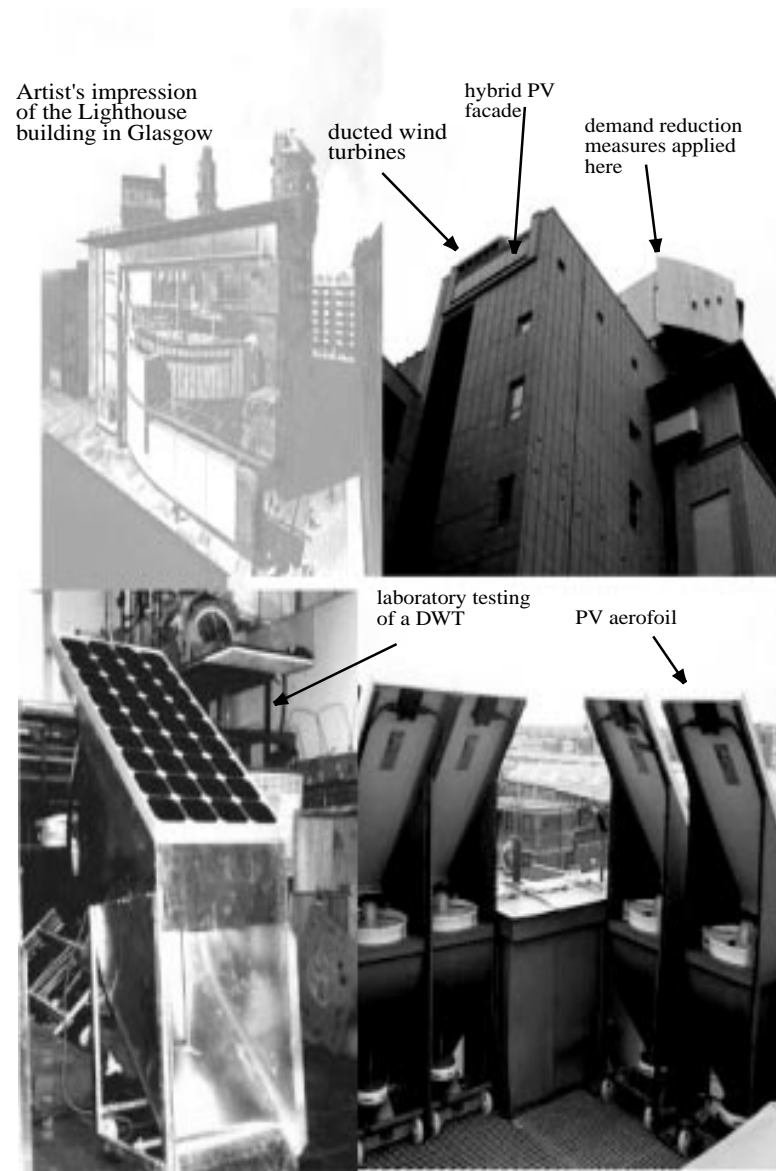 Artist's impression
of the Lighthouse
building in Glasgow
ducted wind
turbines
hybrid PV
facade
demand reduction
measures applied
here
laboratory testing
of a DWT
PV aerofoil